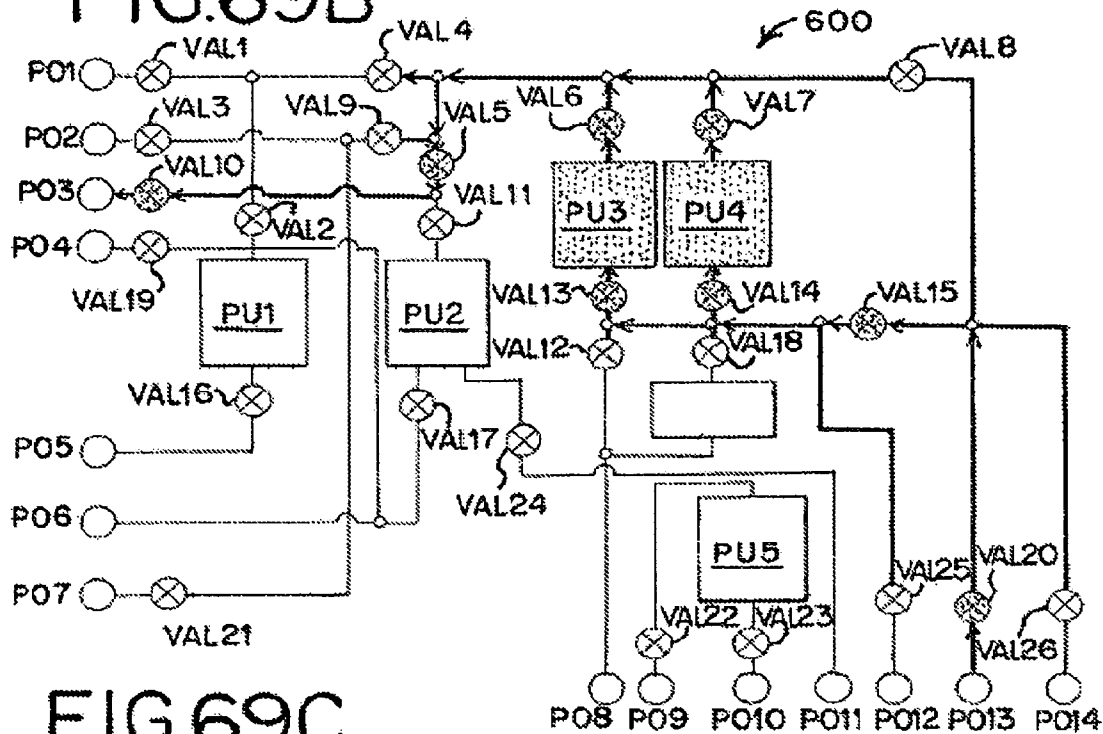 FIG.69B
600
VAL1
VAL4
VAL8
PO1
VAL3
VAL9
VAL5
VAL6
VAL7
PO2
VAL10
PO3
VAL11
PU3
PU4
VAL2
PO4
VAL19
PU1
PU2
VAL13
VAL14
VAL15
VAL12
VAL18
VAL16
VAL17
PO5
VAL24
PO6
PU5
VAL25
VAL20
PO7
VAL22
VAL23
VAL21
VAL26
FIG.69C
PO8 PO9 PO10 PO11 PO12 PO13 PO14